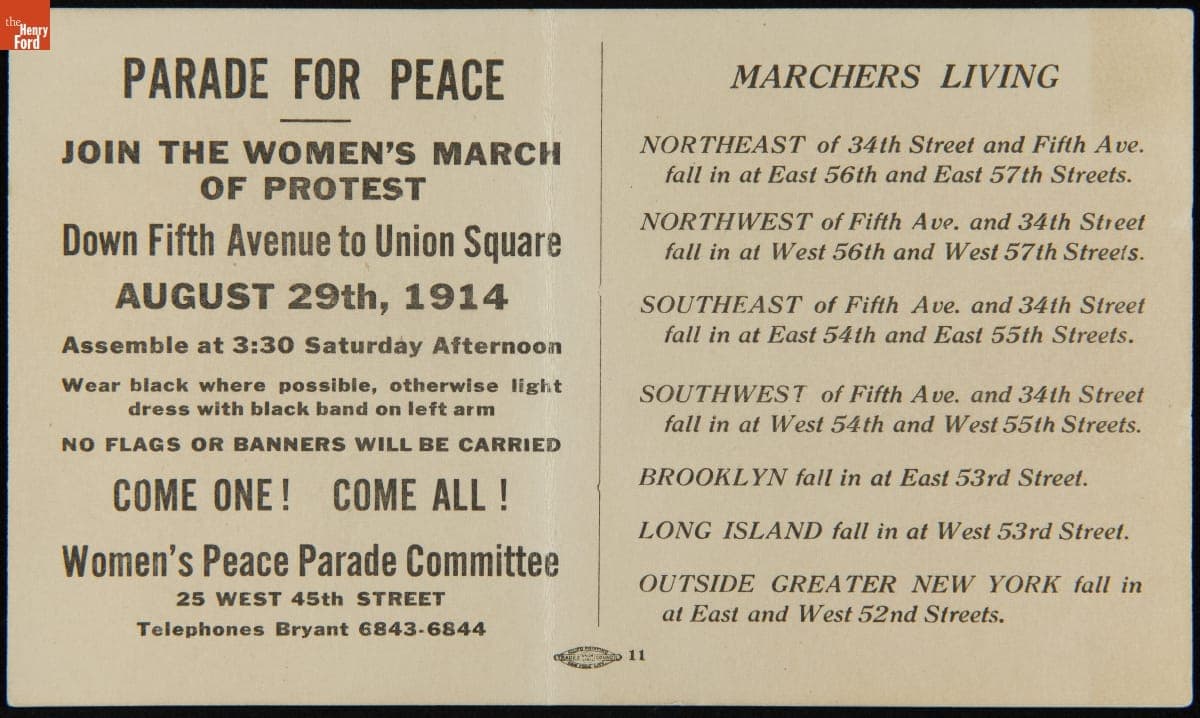 the
Henry
Ford
PARADE FOR PEACE
JOIN THE WOMEN'S MARCH
OF PROTEST
Down Fifth Avenue to Union Square
AUGUST 29th, 1914
Assemble at 3:30 Saturday Afternoon
Wear black where possible, otherwise light
dress with black band on left arm
NO FLAGS OR BANNERS WILL BE CARRIED
COME ONE! COME ALL!
Women's Peace Parade Committee
25 WEST 45th STREET
Telephones Bryant 6843-6844
MARCHERS LIVING
NORTHEAST of 34th Street and Fifth Ave.
fall in at East 56th and East 57th Streets.
NORTHWEST of Fifth Ave. and 34th Street
fall in at West 56th and West 57th Streets.
SOUTHEAST of Fifth Ave. and 34th Street
fall in at East 54th and East 55th Streets.
SOUTHWEST of Fifth Ave. and 34th Street
fall in at West 54th and West 55th Streets.
BROOKLYN fall in at East 53rd Street.
LONG ISLAND fall in at West 53rd Street.
OUTSIDE GREATER NEW YORK fall in
at East and West 52nd Streets.
11